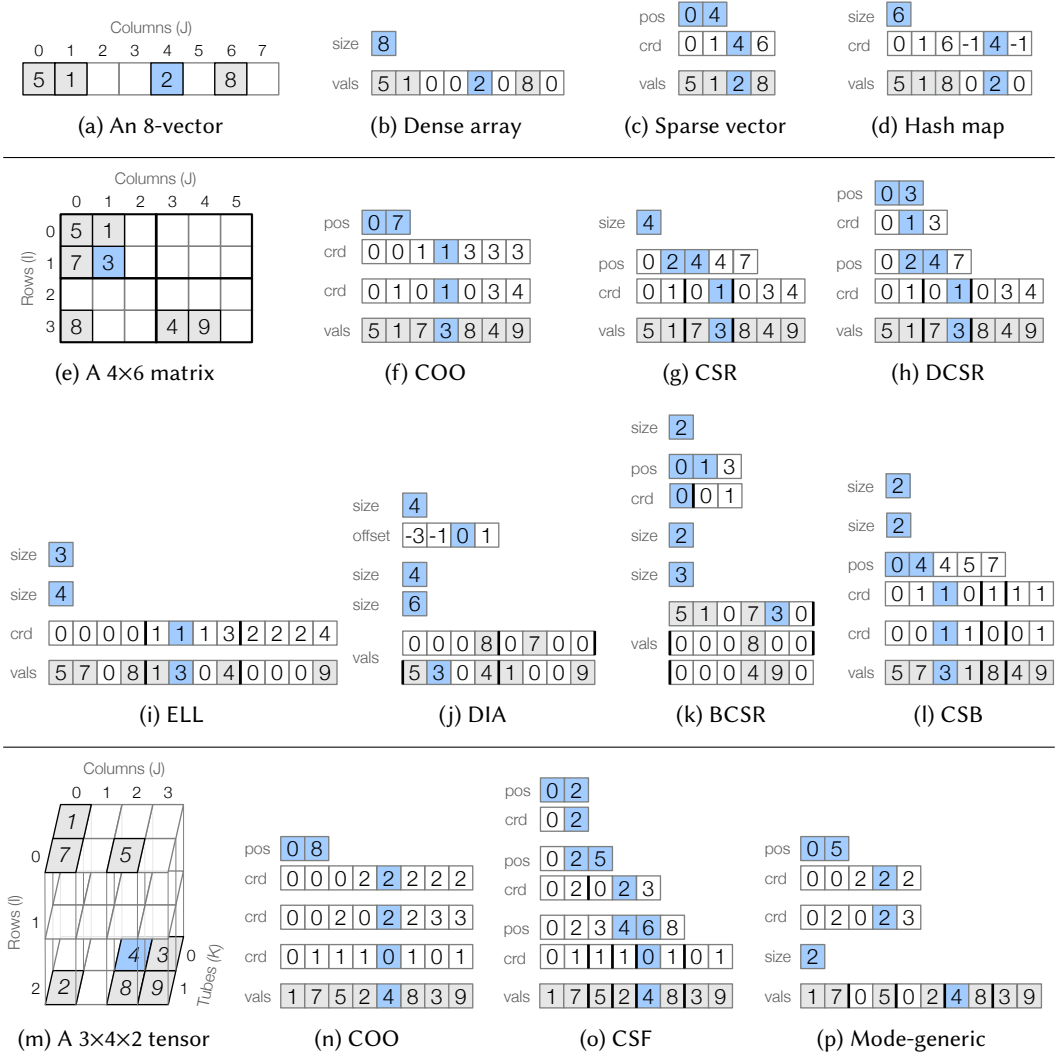 Columns (J)
0 1 2 3 4 5 6 7
5 1 2 8
(a) An 8-vector
size 8
vals 5 1 0 0 2 0 8 0
(b) Dense array
pos 0 4
crd 0 1 4 6
vals 5 1 2 8
(c) Sparse vector
size 6
crd 0 1 6 -1 4 -1
vals 5 1 8 0 2 0
(d) Hash map
Columns (J)
0 1 2 3 4 5
Rows (I)
0 5 1
1 7 3
2
3 8 4 9
(e) A 4×6 matrix
pos 0 7
crd 0 0 1 1 3 3 3
crd 0 1 0 1 0 3 4
vals 5 1 7 3 8 4 9
(f) COO
size 4
pos 0 2 4 4 7
crd 0 1 0 1 0 3 4
vals 5 1 7 3 8 4 9
(g) CSR
pos 0 3
crd 0 1 3
pos 0 2 4 7
crd 0 1 0 1 0 3 4
vals 5 1 7 3 8 4 9
(h) DCSR
size 3
size 4
crd 0 0 0 0 1 1 1 3 2 2 2 4
vals 5 7 0 8 1 3 0 4 0 0 0 9
(i) ELL
size 4
offset -3 -1 0 1
size 4
size 6
vals
0 0 0 8 0 7 0 0
5 3 0 4 1 0 0 9
(j) DIA
size 2
pos 0 1 3
crd 0 0 1
size 2
size 3
vals
5 1 0 7 3 0
0 0 0 8 0 0
0 0 0 4 9 0
(k) BCSR
size 2
size 2
pos 0 4 4 5 7
crd 0 1 1 0 1 1 1
crd 0 0 1 1 0 0 1
vals 5 7 3 1 8 4 9
(l) CSB
Columns (J)
0 1 2 3
Rows (I)
1
0 7 5
1
4 3 0
2 2 8 9 1
Tubes (K)
(m) A 3×4×2 tensor
pos 0 8
crd 0 0 0 2 2 2 2 2
crd 0 0 2 0 2 2 3 3
crd 0 1 1 1 0 1 0 1
vals 1 7 5 2 4 8 3 9
(n) COO
pos 0 2
crd 0 2
pos 0 2 5
crd 0 2 0 2 3
pos 0 2 3 4 6 8
crd 0 1 1 1 0 1 0 1
vals 1 7 5 2 4 8 3 9
(o) CSF
pos 0 5
crd 0 0 2 2 2
crd 0 2 0 2 3
size 2
vals 1 7 0 5 0 2 4 8 3 9
(p) Mode-generic